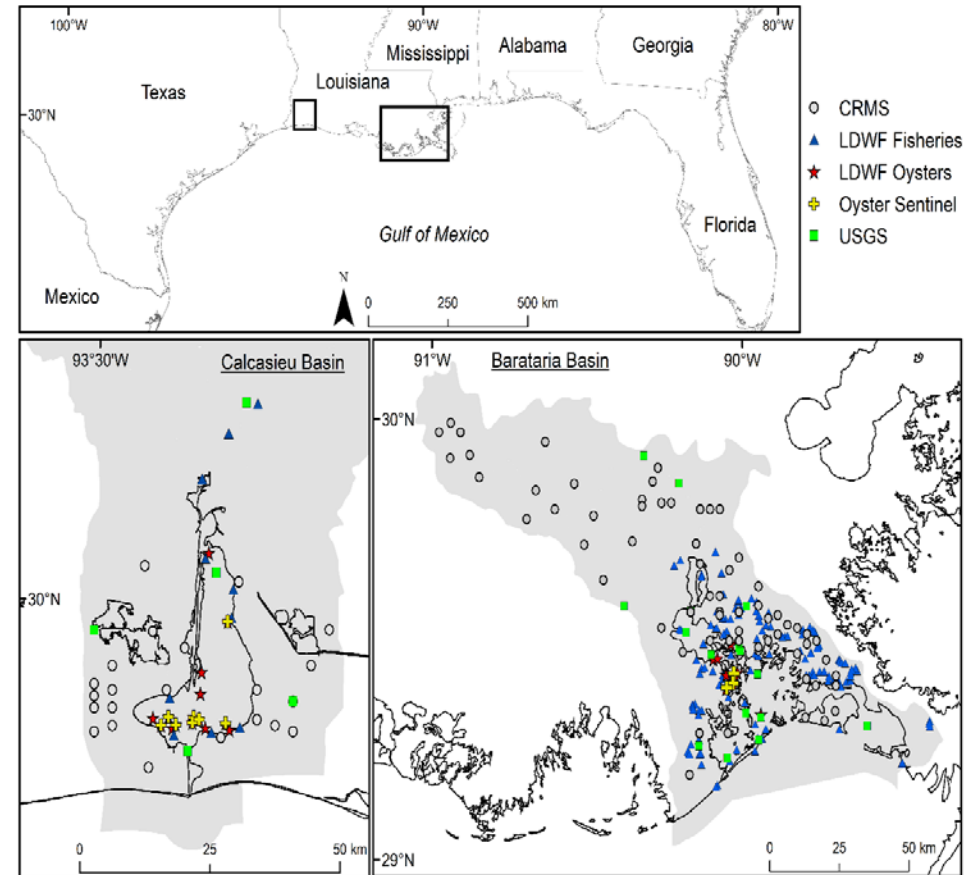 100°W
90°W
80°W
Mississippi
Alabama
Georgia
Louisiana
Texas
30°N
CRMS
LDWF Fisheries
LDWF Oysters
Oyster Sentinel
USGS
Florida
Gulf of Mexico
Mexico
N
0 250 500 km
93°30'W
Calcasieu Basin
30°N
0 25 50 km
91°W
Barataria Basin
90°W
30°N
29°N
0 25 50 km